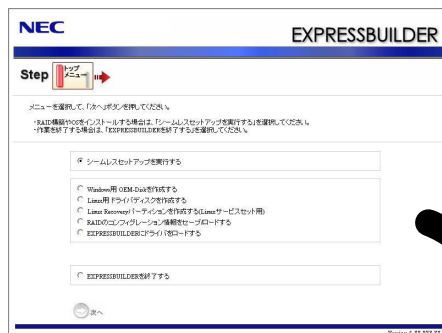 NEC
EXPRESSBUILDER
Step トップメニュー
メニューを選択して、「次へ」ボタンを押してください。
・RAID構築やOSをインストールする場合は、「シームレスセットアップを実行する」を選択してください。
・作業を終了する場合は、「EXPRESSBUILDERを終了する」を選択してください。
シームレスセットアップを実行する
Windows用 OEM-Diskを作成する
Linux用 ドライバディスクを作成する
Linux Recoveryパーティションを作成する(Linuxサービスセット用)
RAIDのコンフィグレーション情報をセーブ/ロードする
EXPRESSBUILDERにドライバをロードする
EXPRESSBUILDERを終了する
次へ